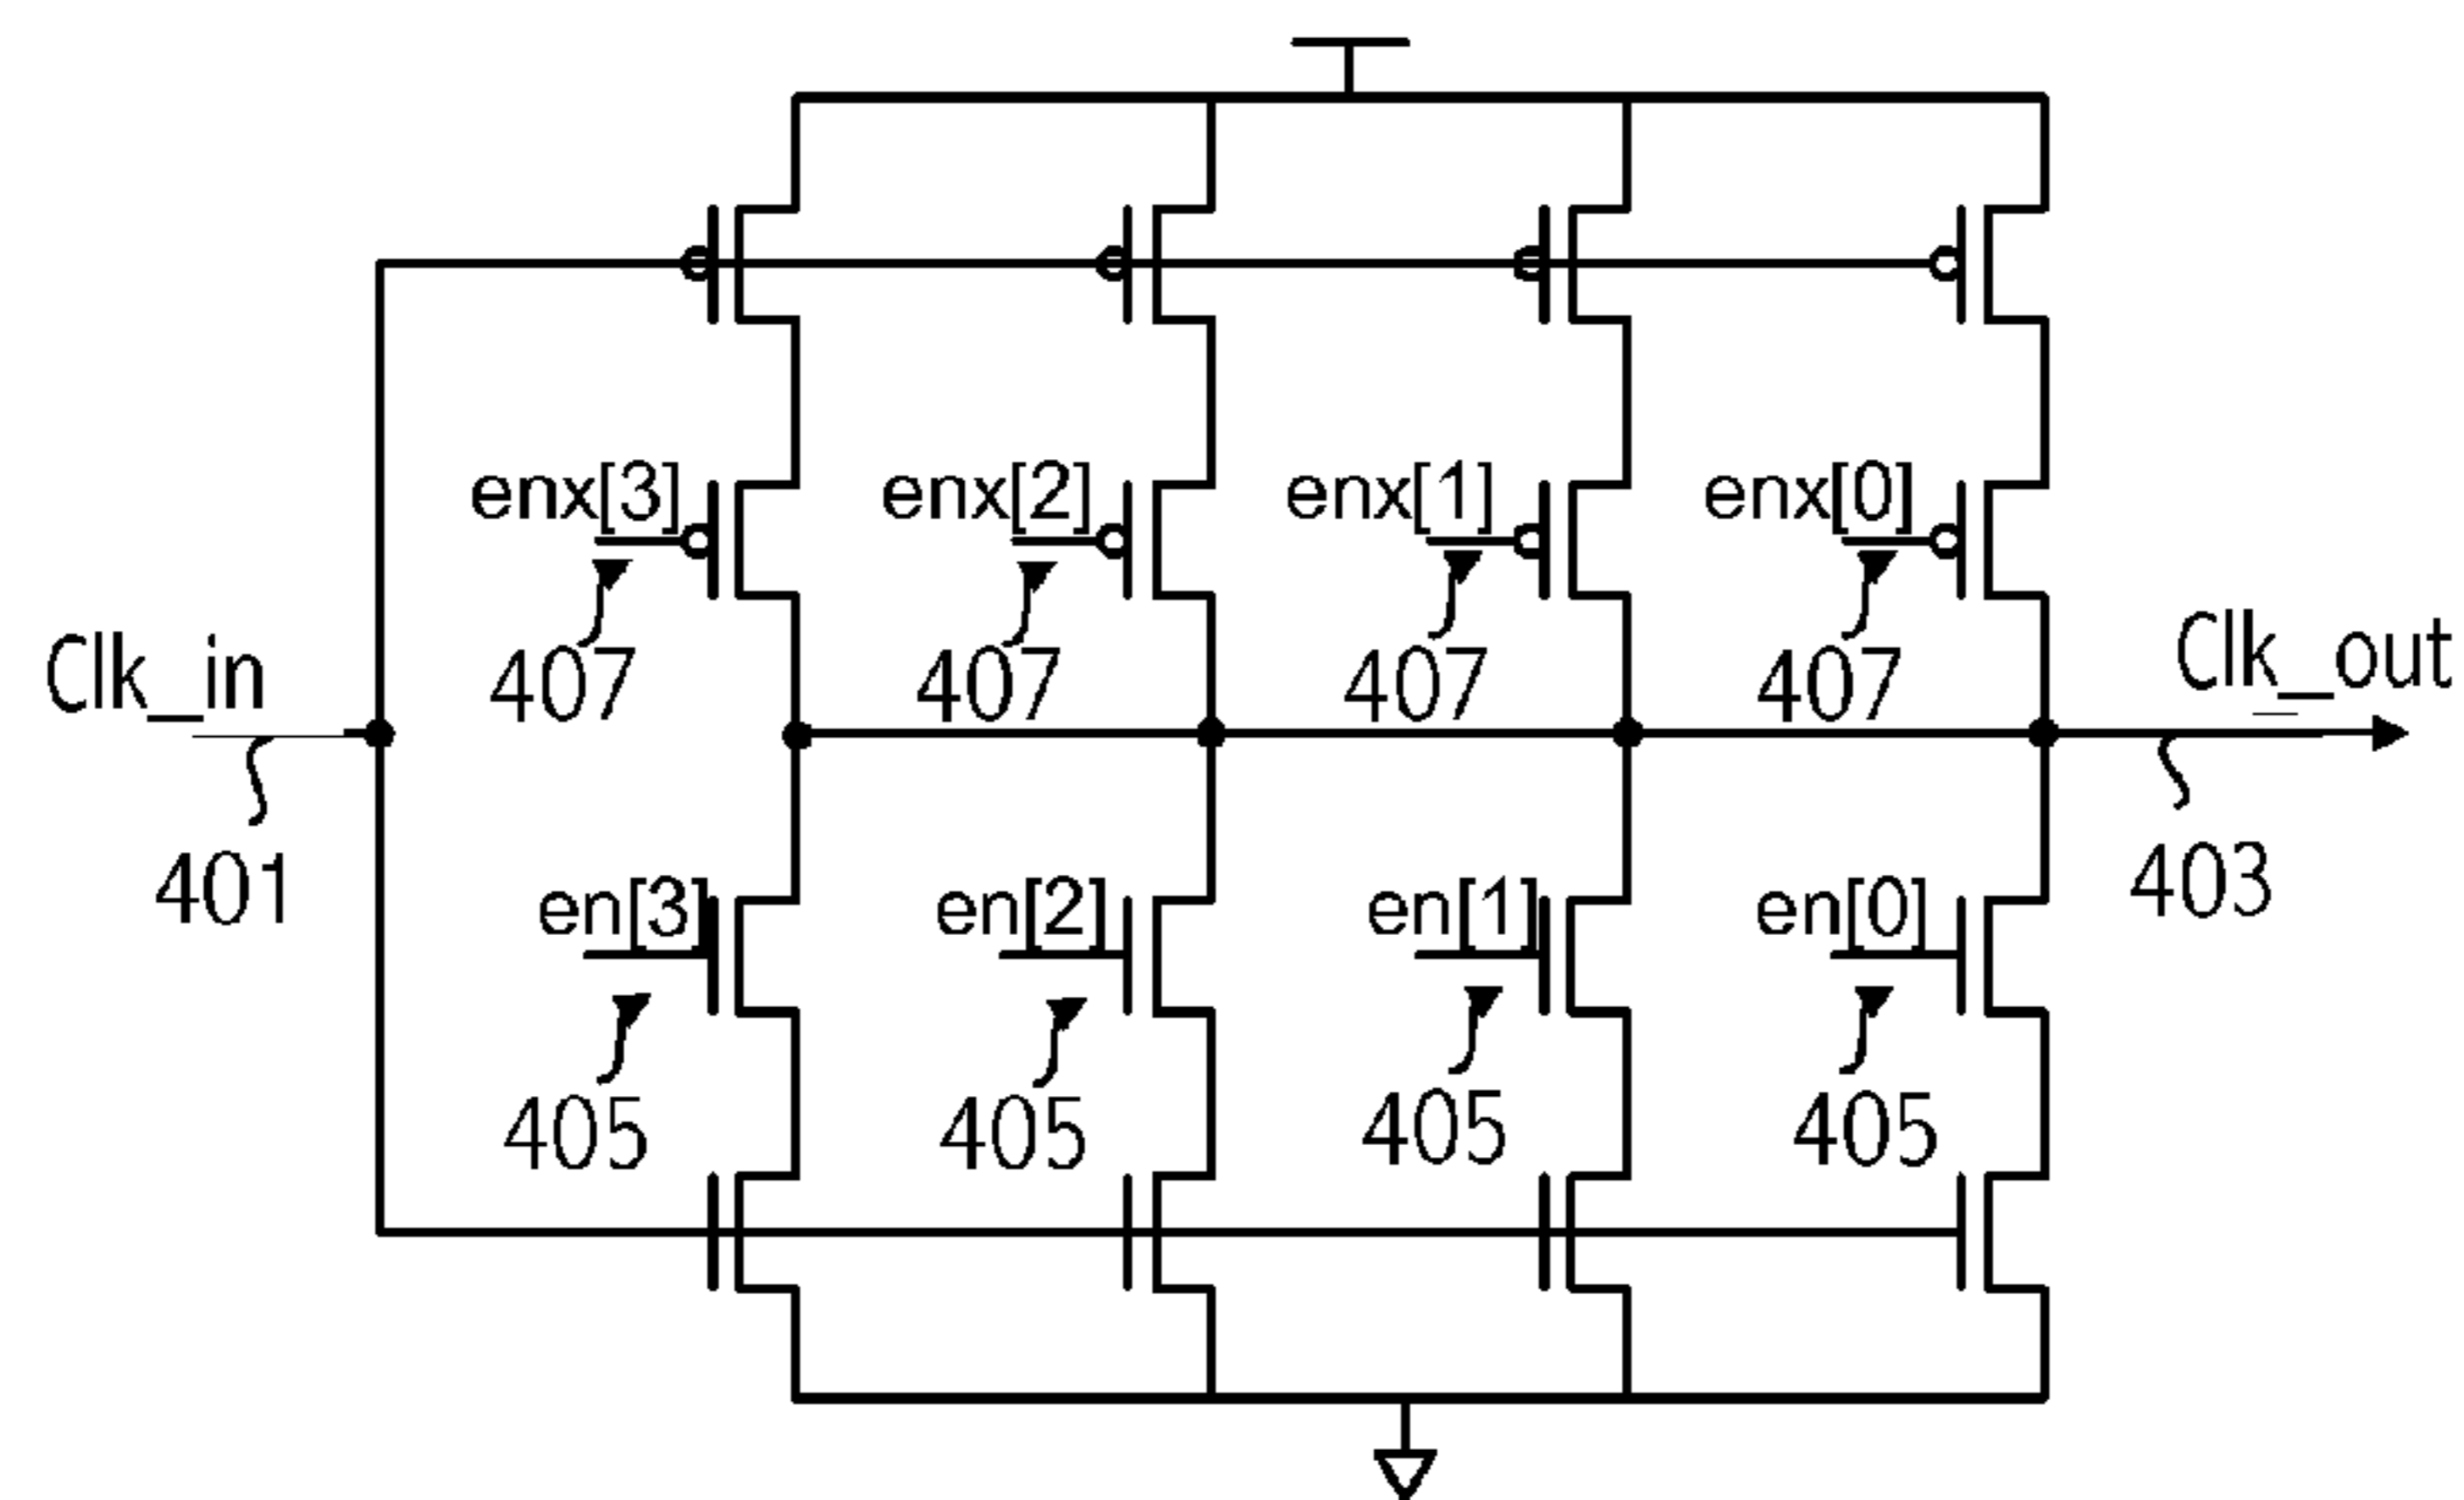 enx[3] enx[2] enx[1] enx[0]
Clk_in 407 407 407 407 Clk_out
401 en[3] en[2] en[1] en[0] 403
405 405 405 405